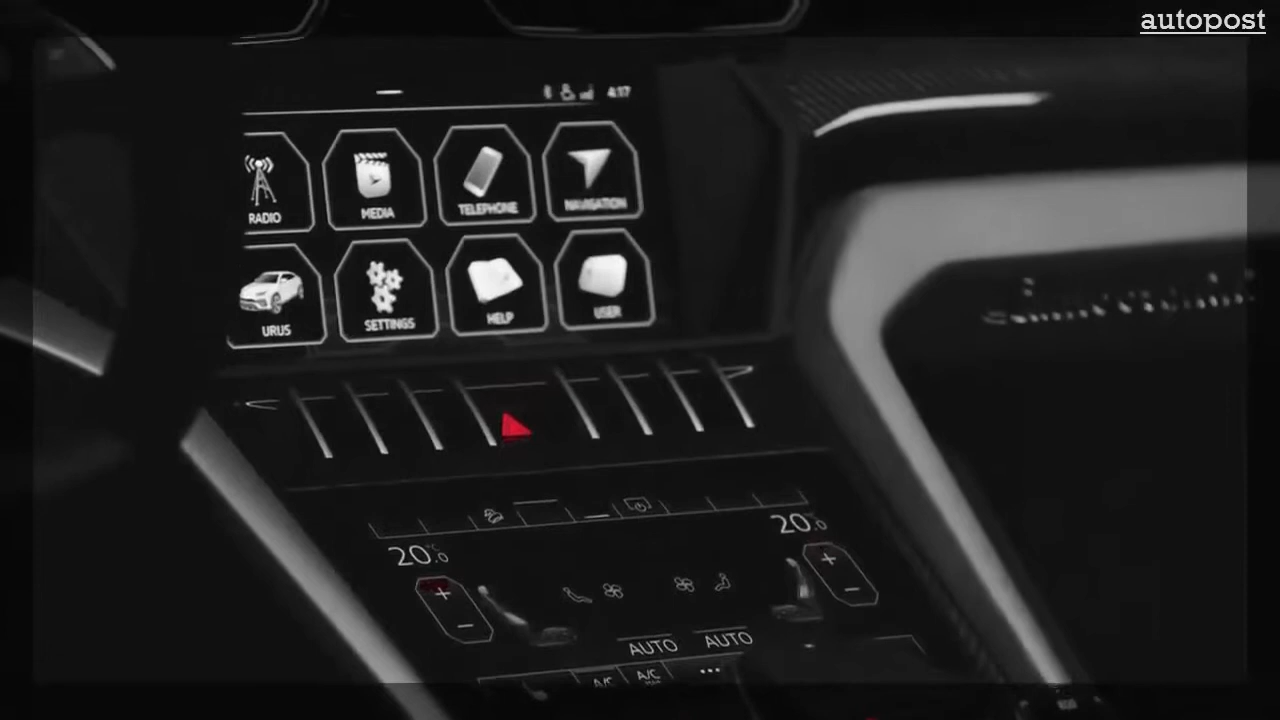 autopost
4:17
RADIO MEDIA TELEPHONE NAVIGATION
URUS SETTINGS HELP USER
20.0 °C 20.0
+ +
- -
AUTO AUTO
A/C A/C ...